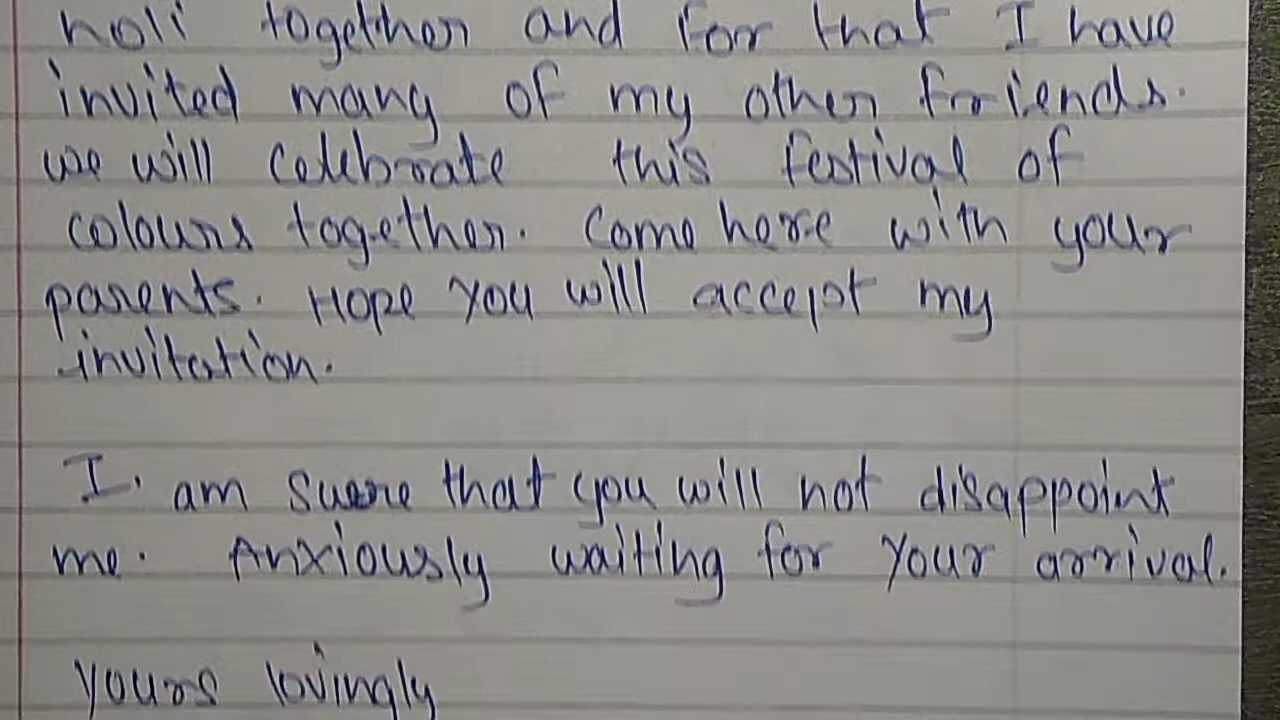 holi together and for that I have
invited many of my other friends.
we will celebrate this festival of
colours together. Come here with your
parents. Hope you will accept my
invitation.
I. am suere that you will not disappoint
me. Anxiously waiting for your arrival.
Yours lovingly